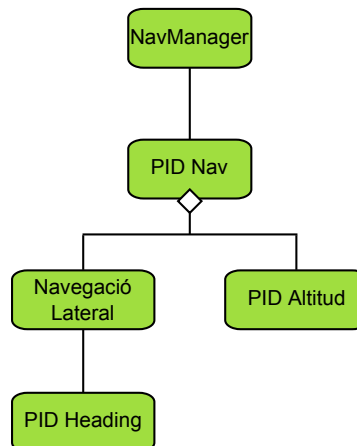 NavManager
PID Nav
Navegació
Lateral
PID Altitud
PID Heading